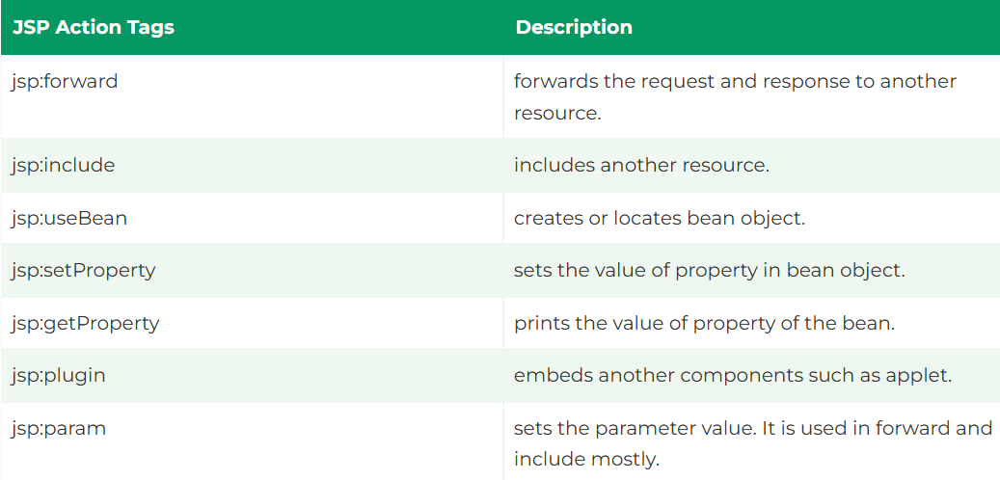 JSP Action Tags Description
jsp:forward forwards the request and response to another
resource.
jsp:include includes another resource.
jsp:useBean creates or locates bean object.
jsp:setProperty sets the value of property in bean object.
jsp:getProperty prints the value of property of the bean.
jsp:plugin embeds another components such as applet.
jsp:param sets the parameter value. It is used in forward and
include mostly.